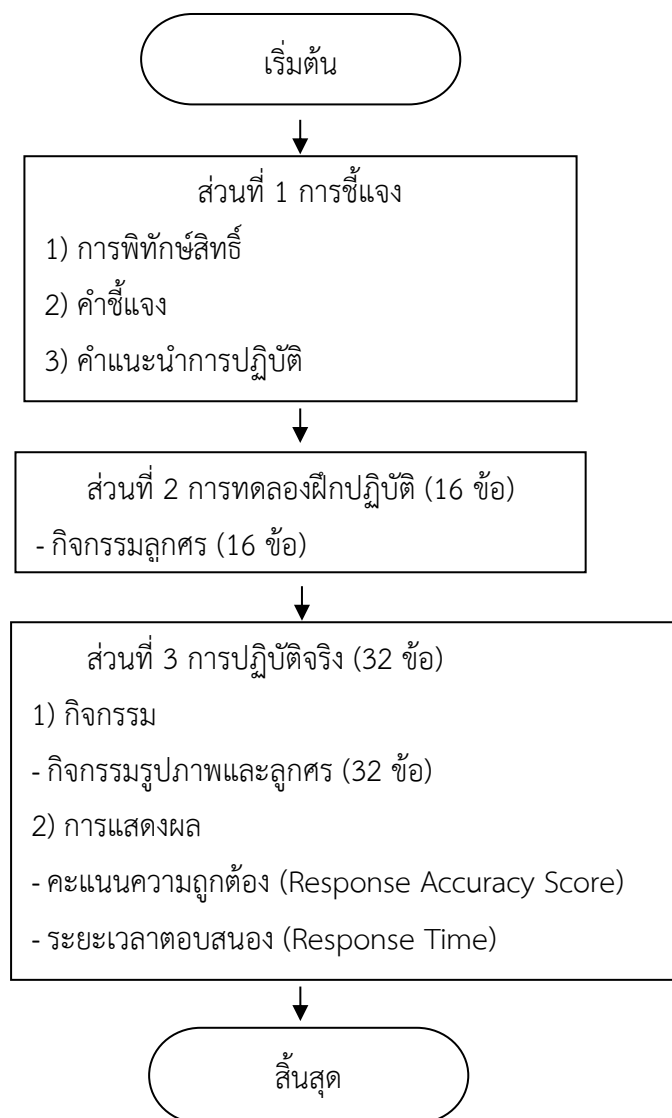 เริ่มต้น
ส่วนที่ 1 การชี้แจง
1) การพิทักษ์สิทธิ์
2) คำชี้แจง
3) คำแนะนำการปฏิบัติ
ส่วนที่ 2 การทดลองฝึกปฏิบัติ (16 ข้อ)
- กิจกรรมลูกศร (16 ข้อ)
ส่วนที่ 3 การปฏิบัติจริง (32 ข้อ)
1) กิจกรรม
- กิจกรรมรูปภาพและลูกศร (32 ข้อ)
2) การแสดงผล
- คะแนนความถูกต้อง (Response Accuracy Score)
- ระยะเวลาตอบสนอง (Response Time)
สิ้นสุด